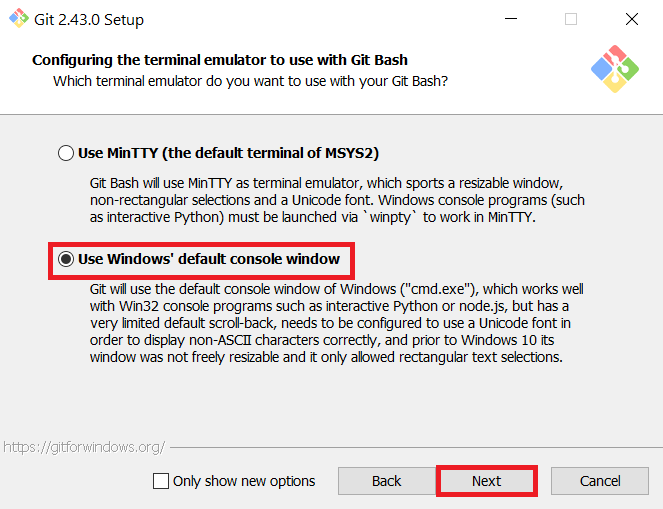 Git 2.43.0 Setup
Configuring the terminal emulator to use with Git Bash
Which terminal emulator do you want to use with your Git Bash?
Use MinTTY (the default terminal of MSYS2)
Git Bash will use MinTTY as terminal emulator, which sports a resizable window,
non-rectangular selections and a Unicode font. Windows console programs (such
as interactive Python) must be launched via `winpty` to work in MinTTY.
Use Windows' default console window
Git will use the default console window of Windows ("cmd.exe"), which works well
with Win32 console programs such as interactive Python or node.js, but has a
very limited default scroll-back, needs to be configured to use a Unicode font in
order to display non-ASCII characters correctly, and prior to Windows 10 its
window was not freely resizable and it only allowed rectangular text selections.
https://gitforwindows.org/
Only show new options
Back
Next
Cancel